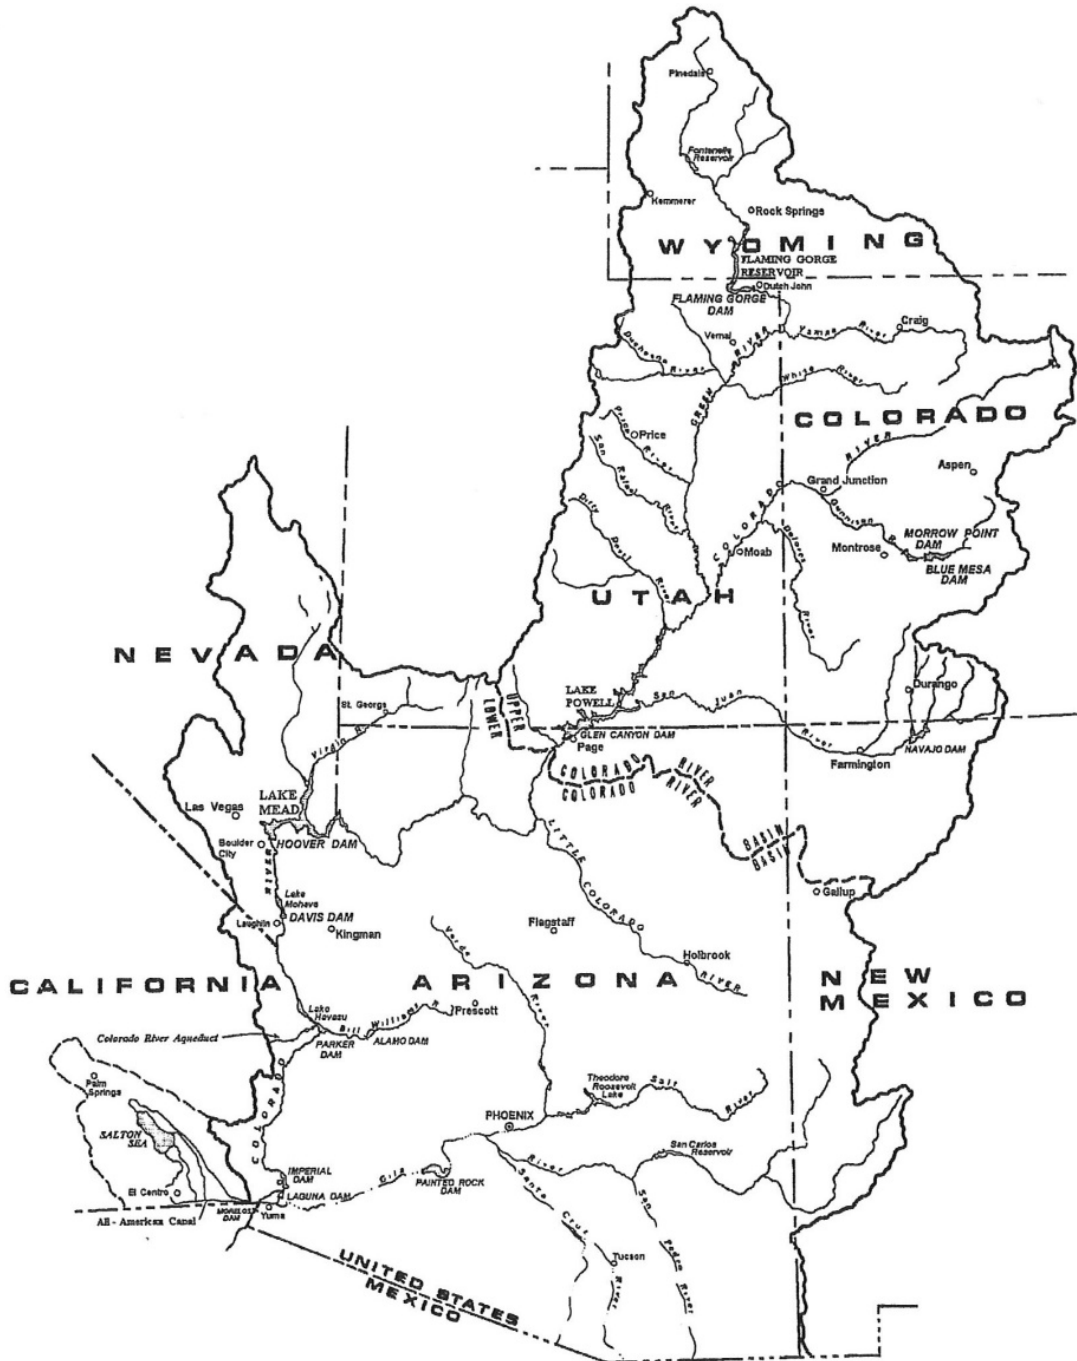 Pinedale
Fontenelle
Reservoir
Kemmerer
Rock Springs
WYOMING
FLAMING GORGE
RESERVOIR
Dutch John
FLAMING GORGE
DAM
Vernal
Craig
Yampa River
Duchesne River
White River
GREEN RIVER
COLORADO
Price
Price River
San Rafael River
COLORADO RIVER
Aspen
Grand Junction
Gunnison R.
Dirty Devil River
MORROW POINT
DAM
Moab
Montrose
BLUE MESA
DAM
Dolores River
UTAH
NEVADA
Durango
LAKE
POWELL
San Juan River
St. George
UPPER
LOWER
GLEN CANYON DAM
Page
NAVAJO DAM
Farmington
Virgin R.
COLORADO RIVER BASIN
COLORADO RIVER BASIN
LAKE
MEAD
Las Vegas
Boulder
City
HOOVER DAM
RIVER
LITTLE COLORADO RIVER
Gallup
Lake
Mohave
DAVIS DAM
Laughlin
Kingman
Flagstaff
Verde River
Holbrook
CALIFORNIA
ARIZONA
NEW
MEXICO
Lake
Havasu
Bill Williams R.
Prescott
Colorado River Aqueduct
PARKER
DAM
ALAMO DAM
Palm
Springs
COLORADO
Theodore
Roosevelt
Lake
Salt River
PHOENIX
SALTON
SEA
San Carlos
Reservoir
IMPERIAL
DAM
Gila River
PAINTED ROCK
DAM
El Centro
LAGUNA DAM
MORELOS
DAM
Yuma
All - American Canal
Santa Cruz River
San Pedro River
Tucson
UNITED STATES
MEXICO